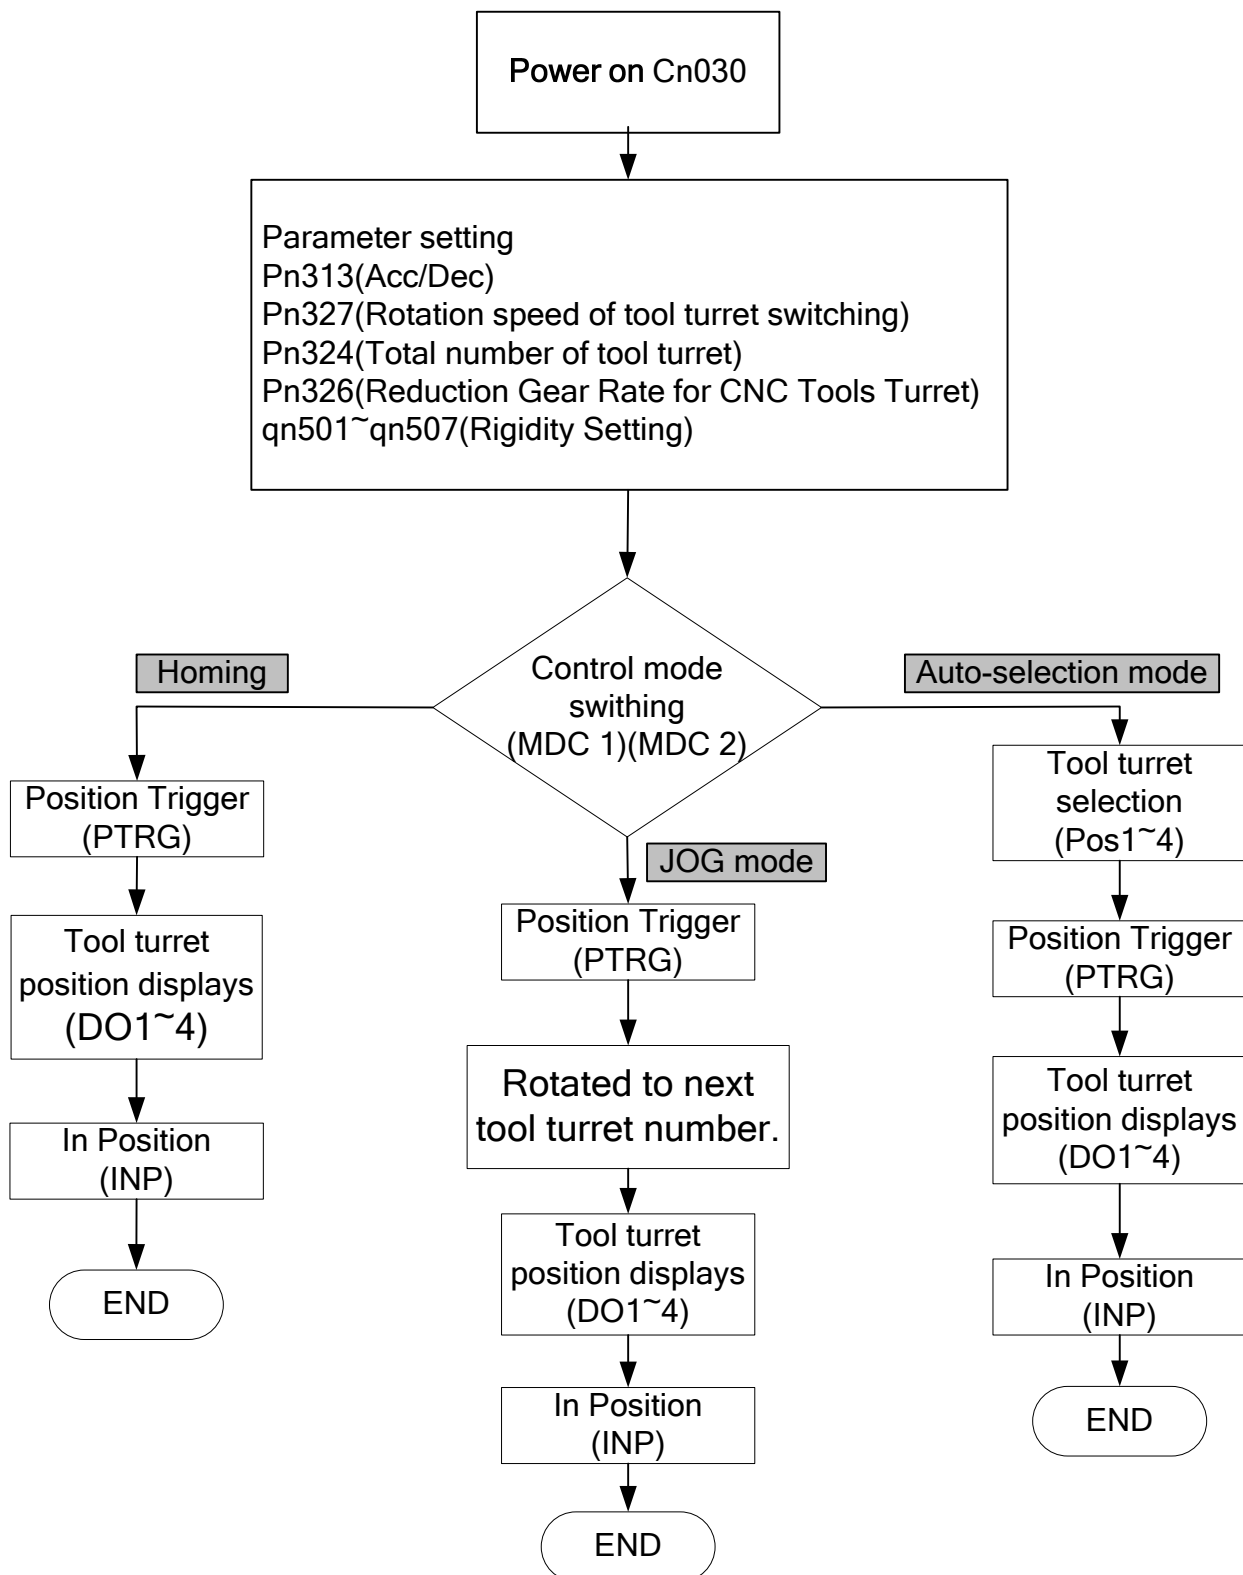 Power on Cn030
Parameter setting
Pn313(Acc/Dec)
Pn327(Rotation speed of tool turret switching)
Pn324(Total number of tool turret)
Pn326(Reduction Gear Rate for CNC Tools Turret)
qn501~qn507(Rigidity Setting)
Control mode
swithing
(MDC 1)(MDC 2)
Homing
Position Trigger
(PTRG)
Tool turret
position displays
(DO1~4)
In Position
(INP)
END
JOG mode
Position Trigger
(PTRG)
Rotated to next
tool turret number.
Tool turret
position displays
(DO1~4)
In Position
(INP)
END
Auto-selection mode
Tool turret
selection
(Pos1~4)
Position Trigger
(PTRG)
Tool turret
position displays
(DO1~4)
In Position
(INP)
END